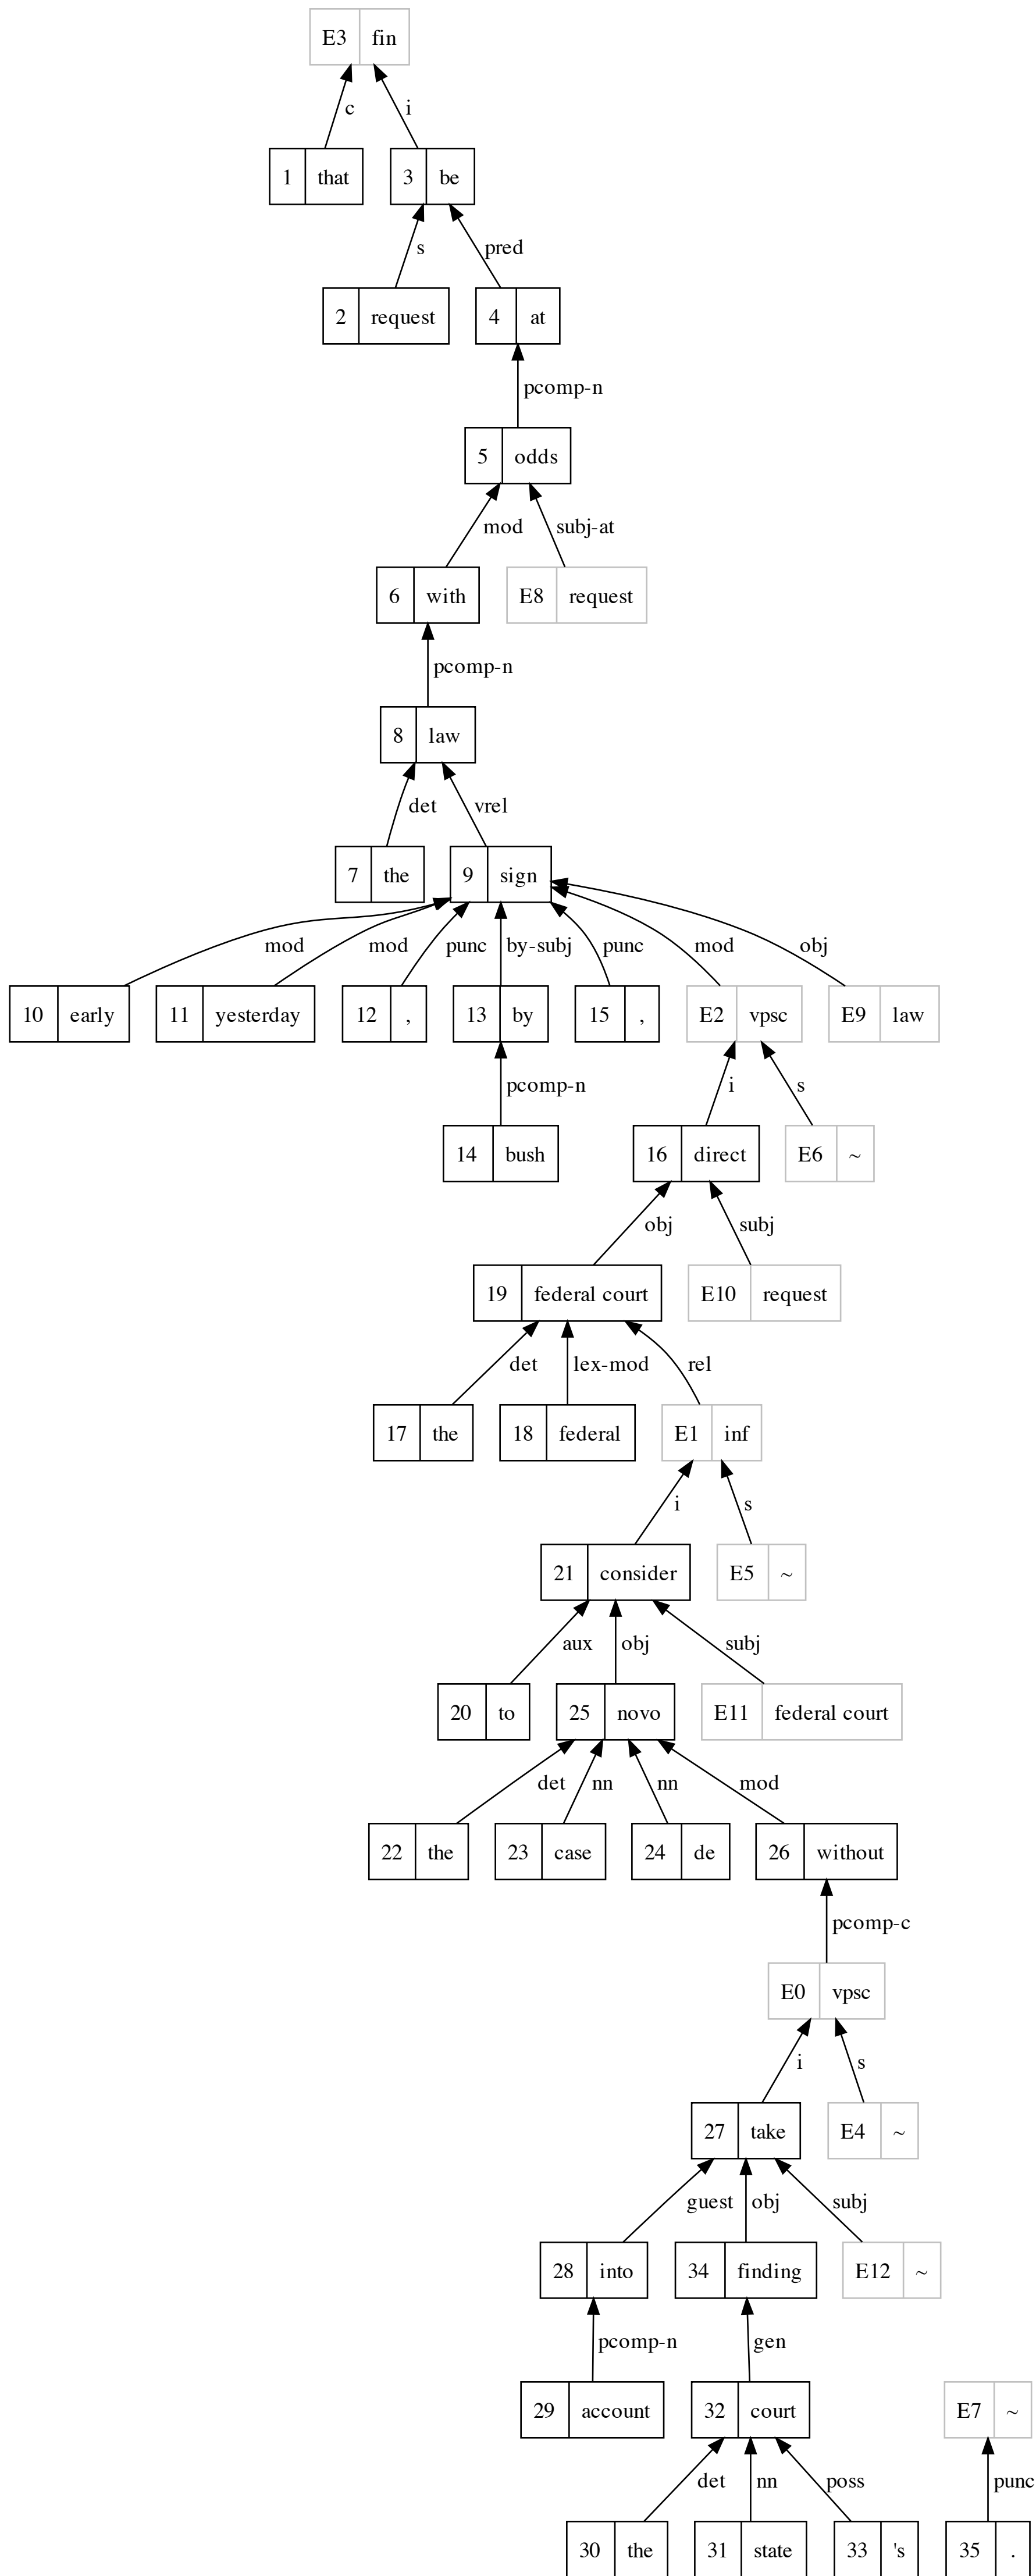 E3 fin
c i
1 that 3 be
s pred
2 request 4 at
pcomp-n
5 odds
mod subj-at
6 with E8 request
pcomp-n
8 law
det vrel
7 the 9 sign
mod mod punc by-subj punc mod obj
10 early 11 yesterday 12 , 13 by 15 , E2 vpsc E9 law
pcomp-n i s
14 bush 16 direct E6 ~
obj subj
19 federal court E10 request
det lex-mod rel
17 the 18 federal E1 inf
i s
21 consider E5 ~
aux obj subj
20 to 25 novo E11 federal court
det nn nn mod
22 the 23 case 24 de 26 without
pcomp-c
E0 vpsc
i s
27 take E4 ~
guest obj subj
28 into 34 finding E12 ~
pcomp-n gen
29 account 32 court E7 ~
det nn poss punc
30 the 31 state 33 's 35 .